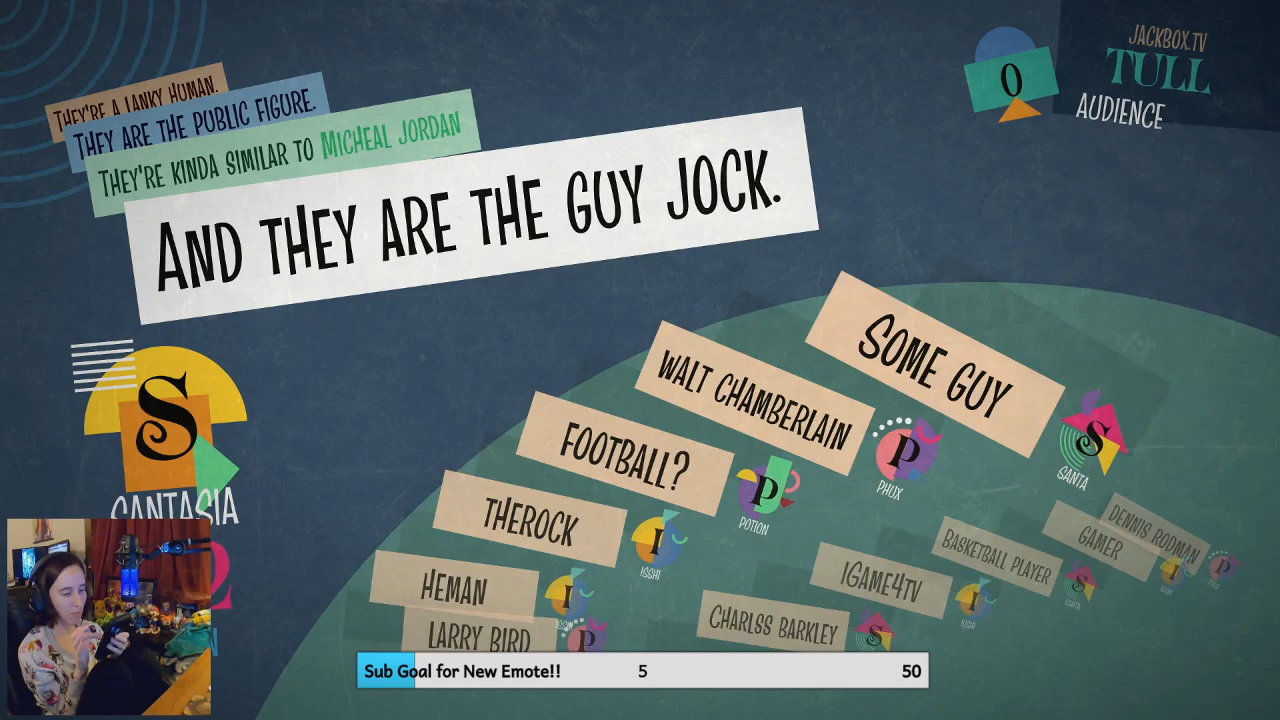 JACKBOX.TV
TULL
0
AUDIENCE
THEY'RE A LANKY HUMAN.
THEY ARE THE PUBLIC FIGURE.
THEY'RE KINDA SIMILAR TO MICHEAL JORDAN
AND THEY ARE THE GUY JOCK.
SOME GUY
S
SANTA
WALT CHAMBERLAIN
P
PHUX
FOOTBALL?
P
POTION
THEROCK
I
ISSHI
HEMAN
I
LARRY BIRD
P
DENNIS RODMAN
GAMER
BASKETBALL PLAYER
IGAME4TV
I
ISSHI
CHARLSS BARKLEY
S
S
SANTASIA
Sub Goal for New Emote!! 5 50